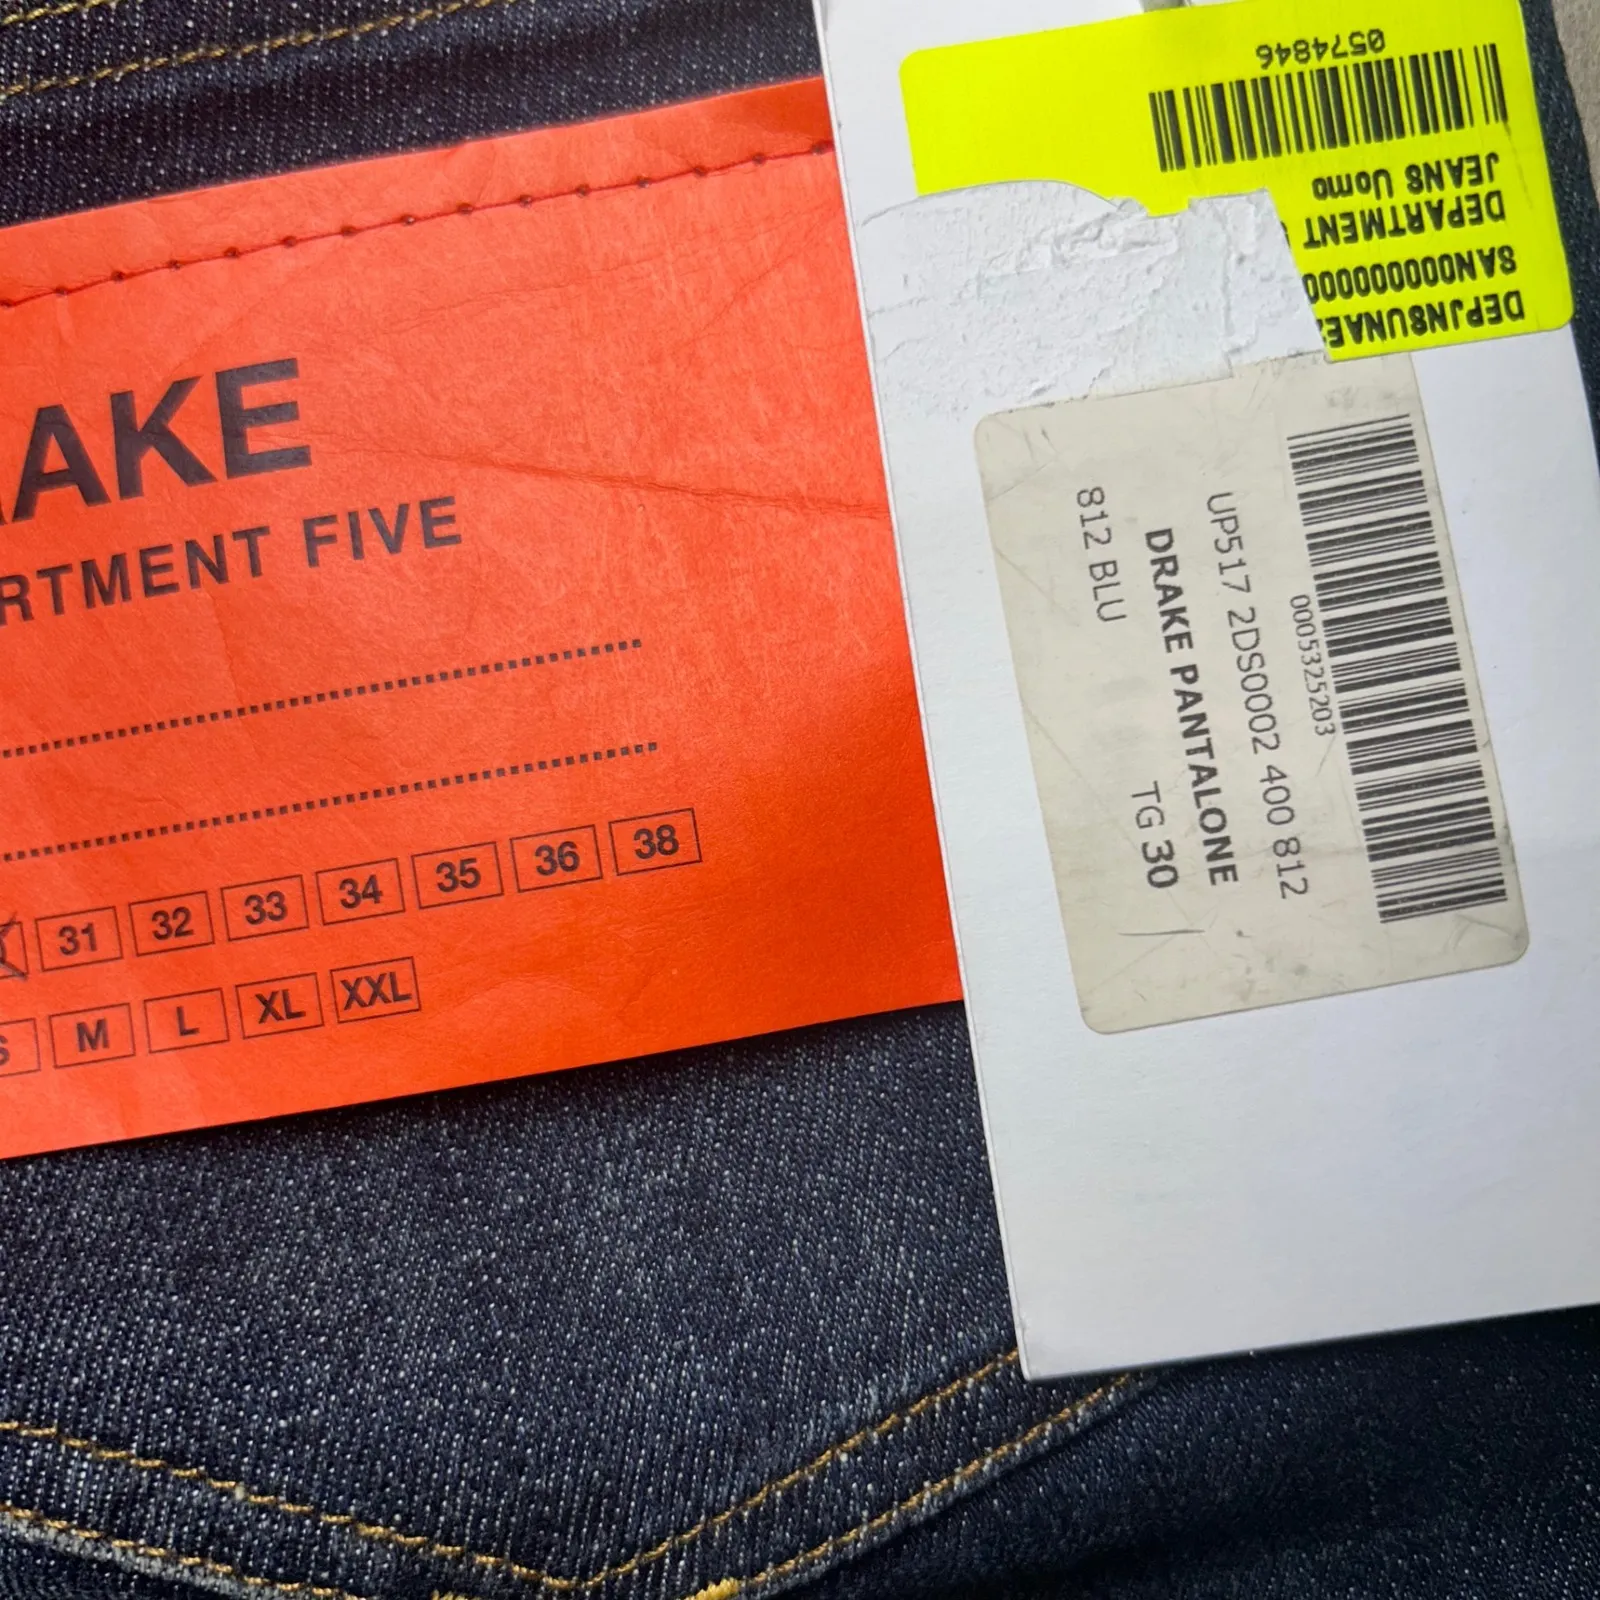 AKE
RTMENT FIVE
31 32 33 34 35 36 38
S M L XL XXL
0574846
JEANS Uomo
DEPARTMENT
SAN000000000
DEPJN8UNAE
0005325203
UP517 2DS0002 400 812
DRAKE PANTALONE
812 BLU
TG 30